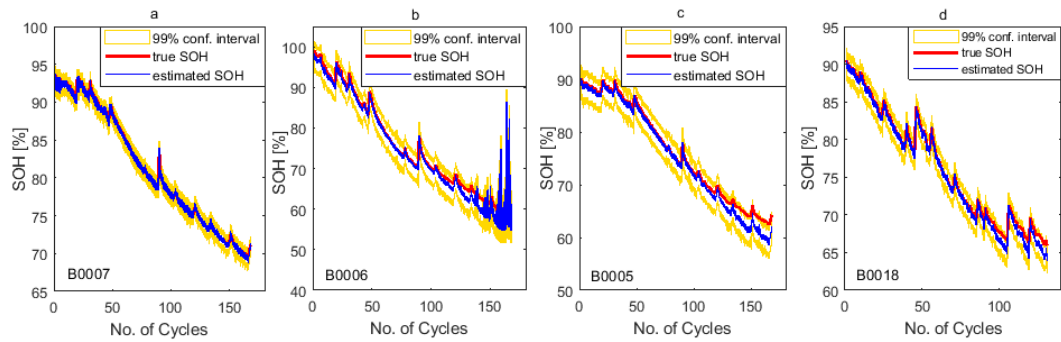 a
100
95
90
85
80
75
70
65
SOH [%]
99% conf. interval
true SOH
estimated SOH
B0007
0 50 100 150
No. of Cycles
b
100
90
80
70
60
50
40
SOH [%]
99% conf. interval
true SOH
estimated SOH
B0006
0 50 100 150
No. of Cycles
c
100
90
80
70
60
50
SOH [%]
99% conf. interval
true SOH
estimated SOH
B0005
0 50 100 150
No. of Cycles
d
95
90
85
80
75
70
65
60
SOH [%]
99% conf. interval
true SOH
estimated SOH
B0018
0 50 100
No. of Cycles